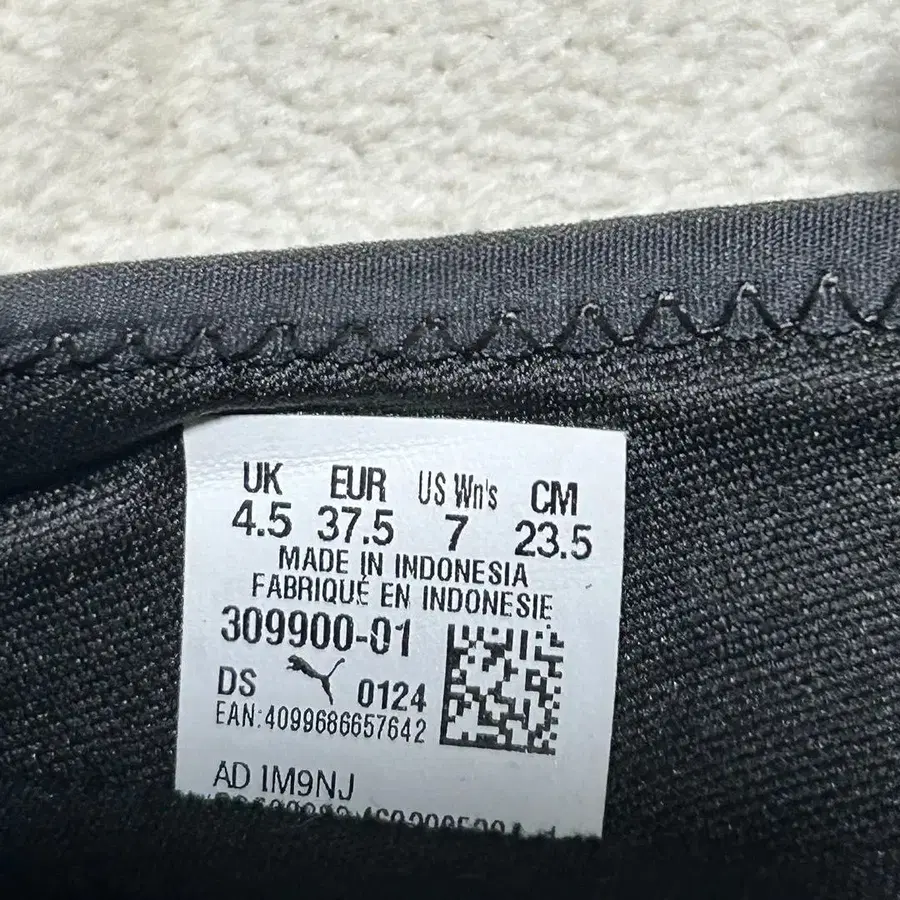 UK EUR US Wn's CM
4.5 37.5 7 23.5
MADE IN INDONESIA
FABRIQUÉ EN INDONESIE
309900-01
DS 0124
EAN:4099686657642
AD 1M9NJ